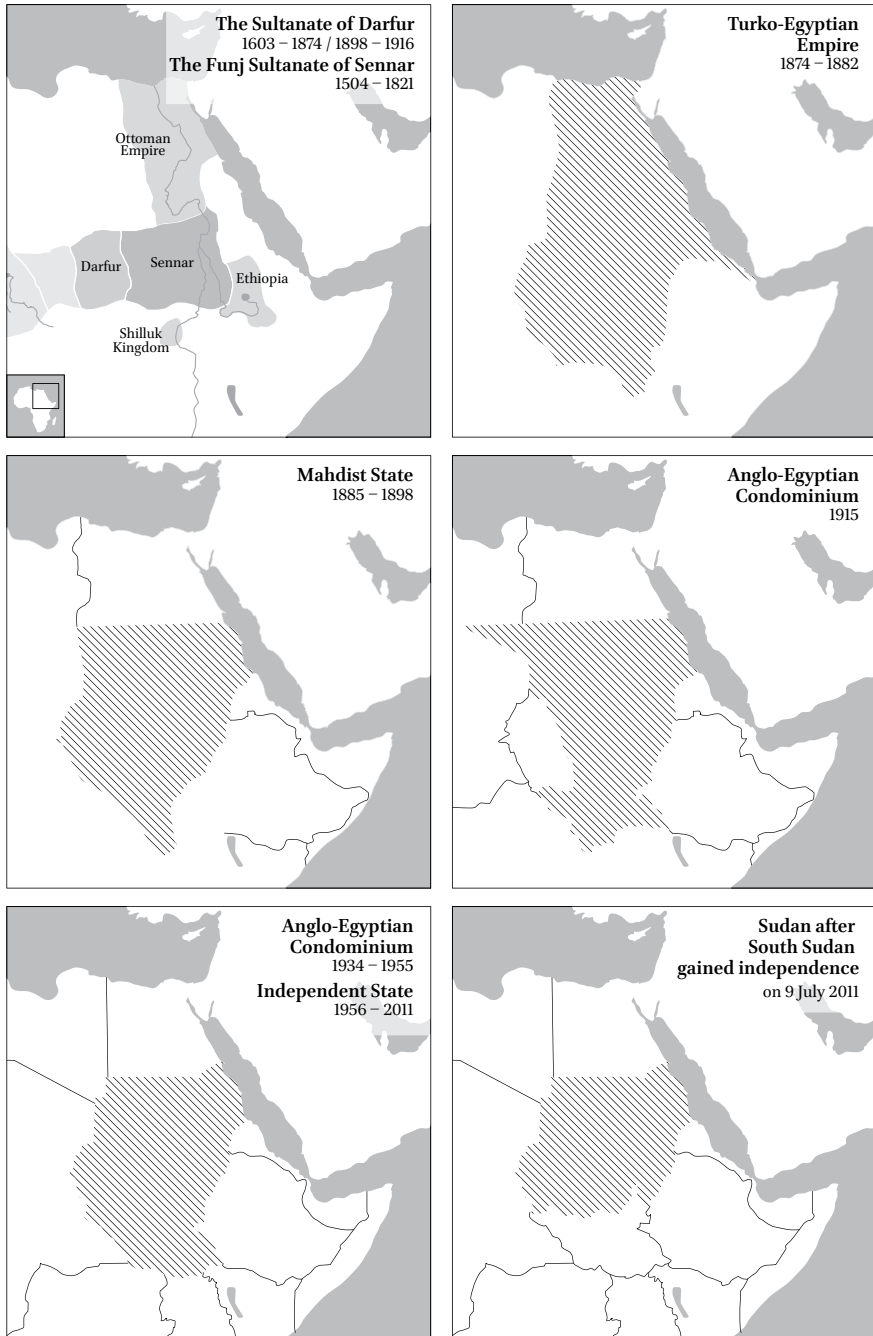 The Sultanate of Darfur
1603 – 1874 / 1898 – 1916
The Funj Sultanate of Sennar
1504 – 1821
Ottoman
Empire
Darfur
Sennar
Ethiopia
Shilluk
Kingdom
Turko-Egyptian
Empire
1874 – 1882
Mahdist State
1885 – 1898
Anglo-Egyptian
Condominium
1915
Anglo-Egyptian
Condominium
1934 – 1955
Independent State
1956 – 2011
Sudan after
South Sudan
gained independence
on 9 July 2011